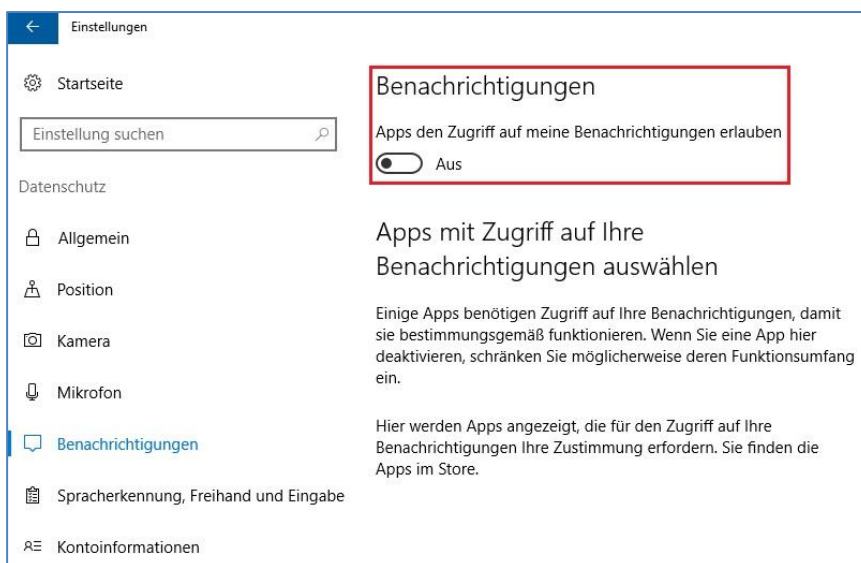 Einstellungen
Startseite
Einstellung suchen
Datenschutz
Allgemein
Position
Kamera
Mikrofon
Benachrichtigungen
Spracherkennung, Freihand und Eingabe
Kontoinformationen
Benachrichtigungen
Apps den Zugriff auf meine Benachrichtigungen erlauben
Aus
Apps mit Zugriff auf Ihre
Benachrichtigungen auswählen
Einige Apps benötigen Zugriff auf Ihre Benachrichtigungen, damit
sie bestimmungsgemäß funktionieren. Wenn Sie eine App hier
deaktivieren, schränken Sie möglicherweise deren Funktionsumfang
ein.
Hier werden Apps angezeigt, die für den Zugriff auf Ihre
Benachrichtigungen Ihre Zustimmung erfordern. Sie finden die
Apps im Store.